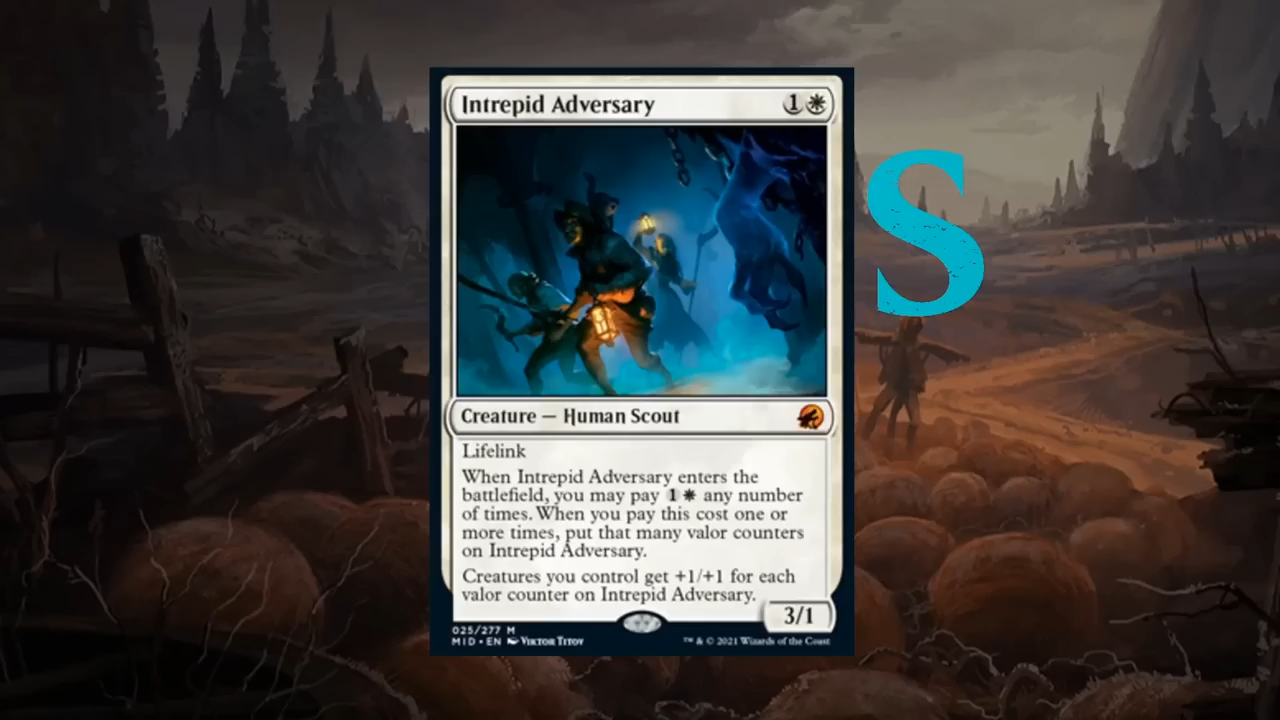 Intrepid Adversary 1
S
Creature — Human Scout
Lifelink
When Intrepid Adversary enters the
battlefield, you may pay 1 any number
of times. When you pay this cost one or
more times, put that many valor counters
on Intrepid Adversary.
Creatures you control get +1/+1 for each
valor counter on Intrepid Adversary.
3/1
025/277 M
MID • EN Viktor Titov
™ & © 2021 Wizards of the Coast